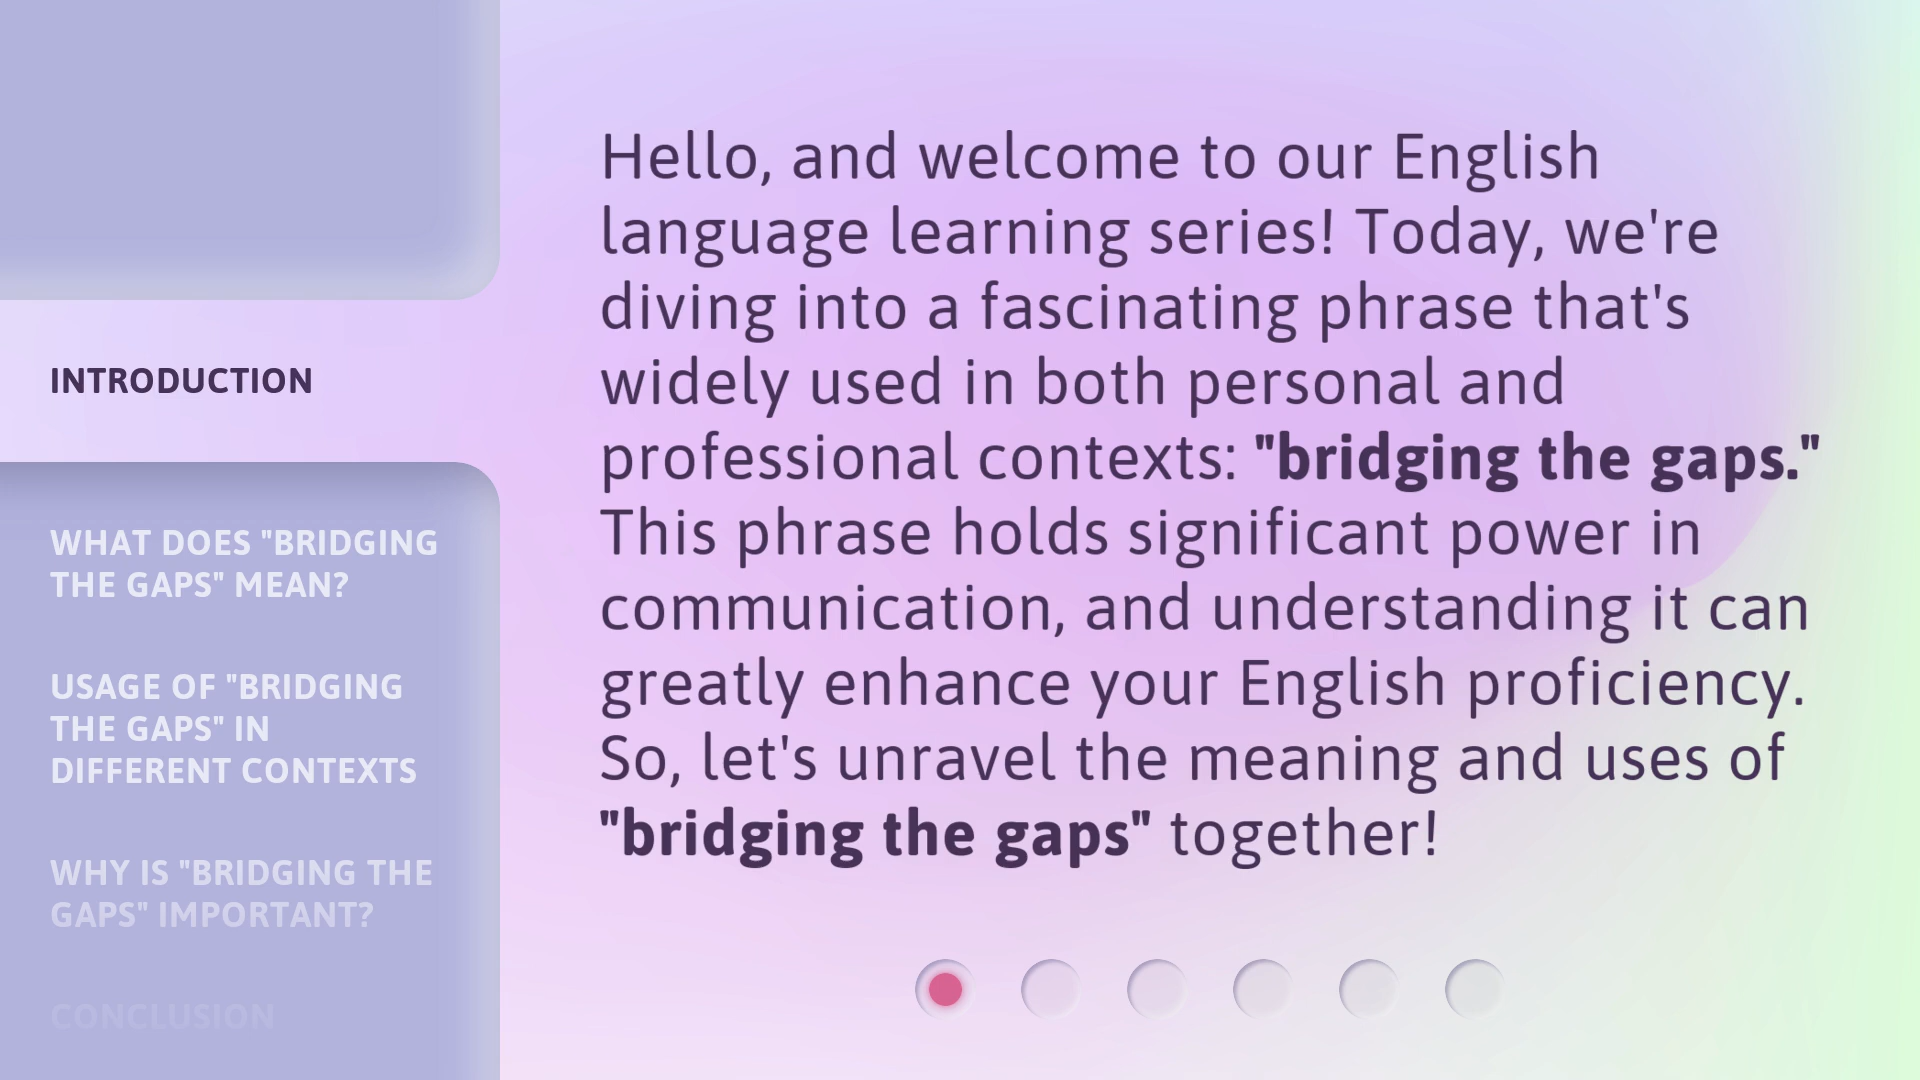 INTRODUCTION
WHAT DOES "BRIDGING
THE GAPS" MEAN?
USAGE OF "BRIDGING
THE GAPS" IN
DIFFERENT CONTEXTS
WHY IS "BRIDGING THE
GAPS" IMPORTANT?
CONCLUSION
Hello, and welcome to our English
language learning series! Today, we're
diving into a fascinating phrase that's
widely used in both personal and
professional contexts: "bridging the gaps."
This phrase holds significant power in
communication, and understanding it can
greatly enhance your English proficiency.
So, let's unravel the meaning and uses of
"bridging the gaps" together!